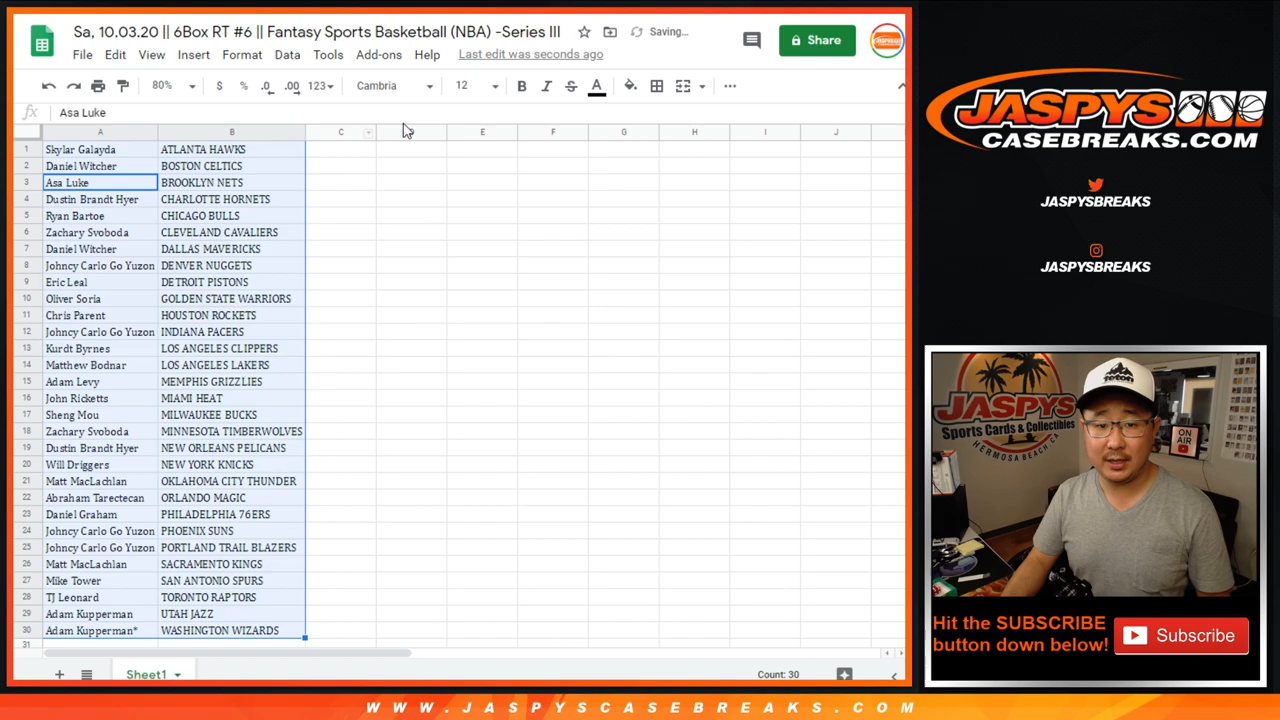 Sa, 10.03.20 || 6Box RT #6 || Fantasy Sports Basketball (NBA) -Series III
Saving...
File Edit View Insert Format Data Tools Add-ons Help Last edit was seconds ago
Share
80% $ % .0 .00 123 Cambria 12 B I S A
fx Asa Luke
A B C D E F G H I J
1 Skylar Galayda ATLANTA HAWKS
2 Daniel Witcher BOSTON CELTICS
3 Asa Luke BROOKLYN NETS
4 Dustin Brandt Hyer CHARLOTTE HORNETS
5 Ryan Bartoe CHICAGO BULLS
6 Zachary Svoboda CLEVELAND CAVALIERS
7 Daniel Witcher DALLAS MAVERICKS
8 Johncy Carlo Go Yuzon DENVER NUGGETS
9 Eric Leal DETROIT PISTONS
10 Oliver Soria GOLDEN STATE WARRIORS
11 Chris Parent HOUSTON ROCKETS
12 Johncy Carlo Go Yuzon INDIANA PACERS
13 Kurdt Byrnes LOS ANGELES CLIPPERS
14 Matthew Bodnar LOS ANGELES LAKERS
15 Adam Levy MEMPHIS GRIZZLIES
16 John Ricketts MIAMI HEAT
17 Sheng Mou MILWAUKEE BUCKS
18 Zachary Svoboda MINNESOTA TIMBERWOLVES
19 Dustin Brandt Hyer NEW ORLEANS PELICANS
20 Will Driggers NEW YORK KNICKS
21 Matt MacLachlan OKLAHOMA CITY THUNDER
22 Abraham Tarectecan ORLANDO MAGIC
23 Daniel Graham PHILADELPHIA 76ERS
24 Johncy Carlo Go Yuzon PHOENIX SUNS
25 Johncy Carlo Go Yuzon PORTLAND TRAIL BLAZERS
26 Matt MacLachlan SACRAMENTO KINGS
27 Mike Tower SAN ANTONIO SPURS
28 TJ Leonard TORONTO RAPTORS
29 Adam Kupperman UTAH JAZZ
30 Adam Kupperman* WASHINGTON WIZARDS
31
Sheet1
Count: 30
JASPYS
CASEBREAKS.COM
JASPYSBREAKS
JASPYSBREAKS
JASPYS
Sports Cards & Collectibles
HERMOSA BEACH, CA
TETON
ON
AIR
Hit the SUBSCRIBE
button down below!
Subscribe
WWW.JASPYSCASEBREAKS.COM